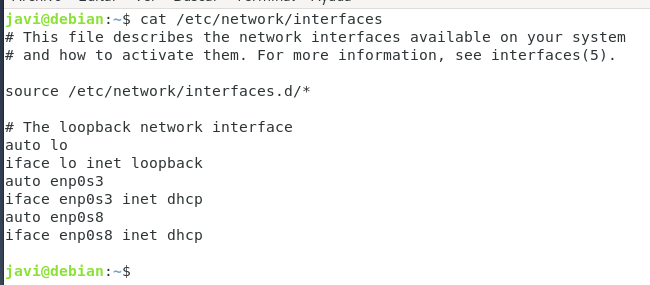 javi@debian:~$ cat /etc/network/interfaces
# This file describes the network interfaces available on your system
# and how to activate them. For more information, see interfaces(5).
source /etc/network/interfaces.d/*
# The loopback network interface
auto lo
iface lo inet loopback
auto enp0s3
iface enp0s3 inet dhcp
auto enp0s8
iface enp0s8 inet dhcp
javi@debian:~$